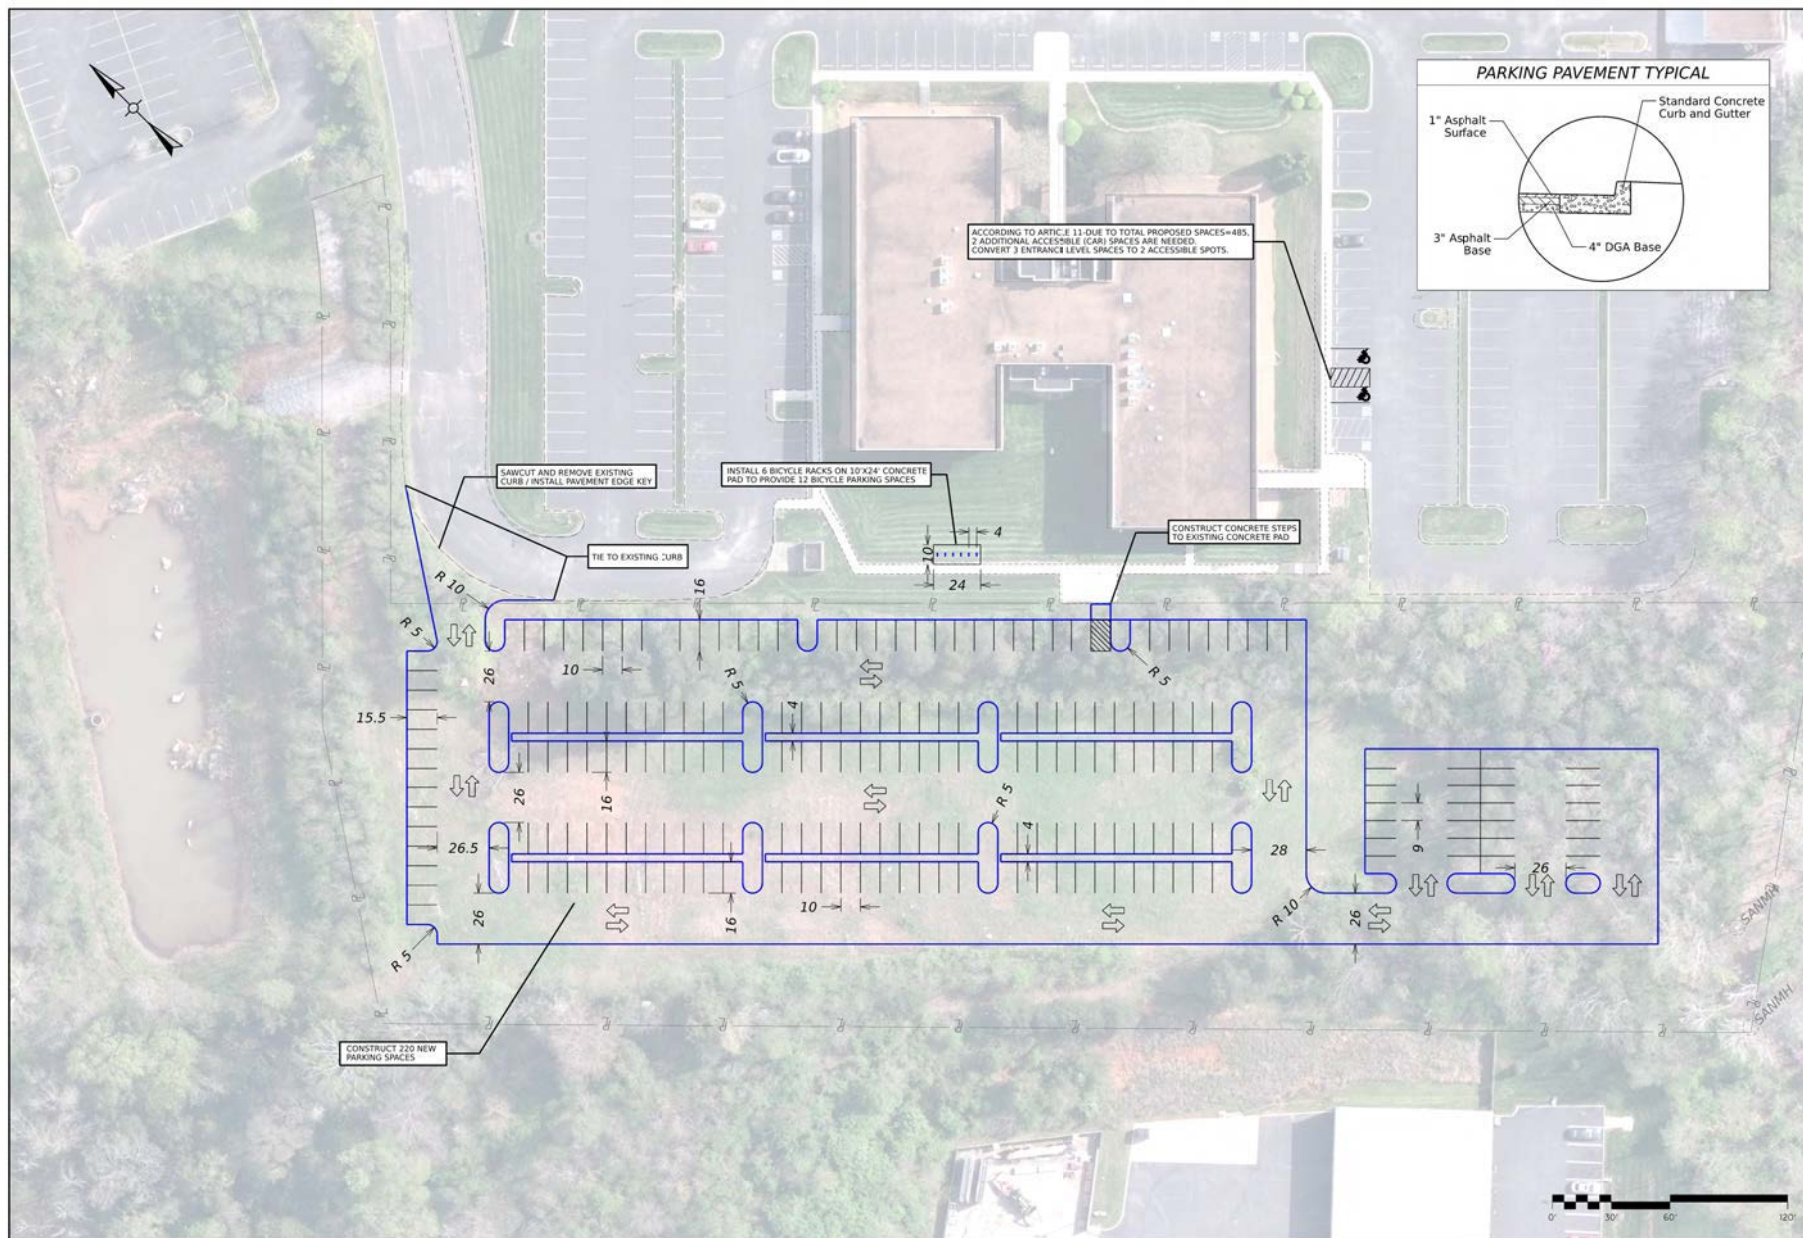 PARKING PAVEMENT TYPICAL
Standard Concrete
Curb and Gutter
1" Asphalt
Surface
3" Asphalt
Base
4" DGA Base
ACCORDING TO ARTICLE 11-DUE TO TOTAL PROPOSED SPACES=485,
2 ADDITIONAL ACCESSIBLE (CAR) SPACES ARE NEEDED.
CONVERT 3 ENTRANCE LEVEL SPACES TO 2 ACCESSIBLE SPOTS.
SAWCUT AND REMOVE EXISTING
CURB / INSTALL PAVEMENT EDGE KEY
INSTALL 6 BICYCLE RACKS ON 10'X24' CONCRETE
PAD TO PROVIDE 12 BICYCLE PARKING SPACES
CONSTRUCT CONCRETE STEPS
TO EXISTING CONCRETE PAD
TIE TO EXISTING CURB
4
10
24
R 10
16
R 5
26
10
R 5
R 5
15.5
4
26
16
R 5
4
26.5
28
9
26
26
16
10
R 10
26
R 5
SANMH
SANMH
CONSTRUCT 220 NEW
PARKING SPACES
0'
30'
60'
120'